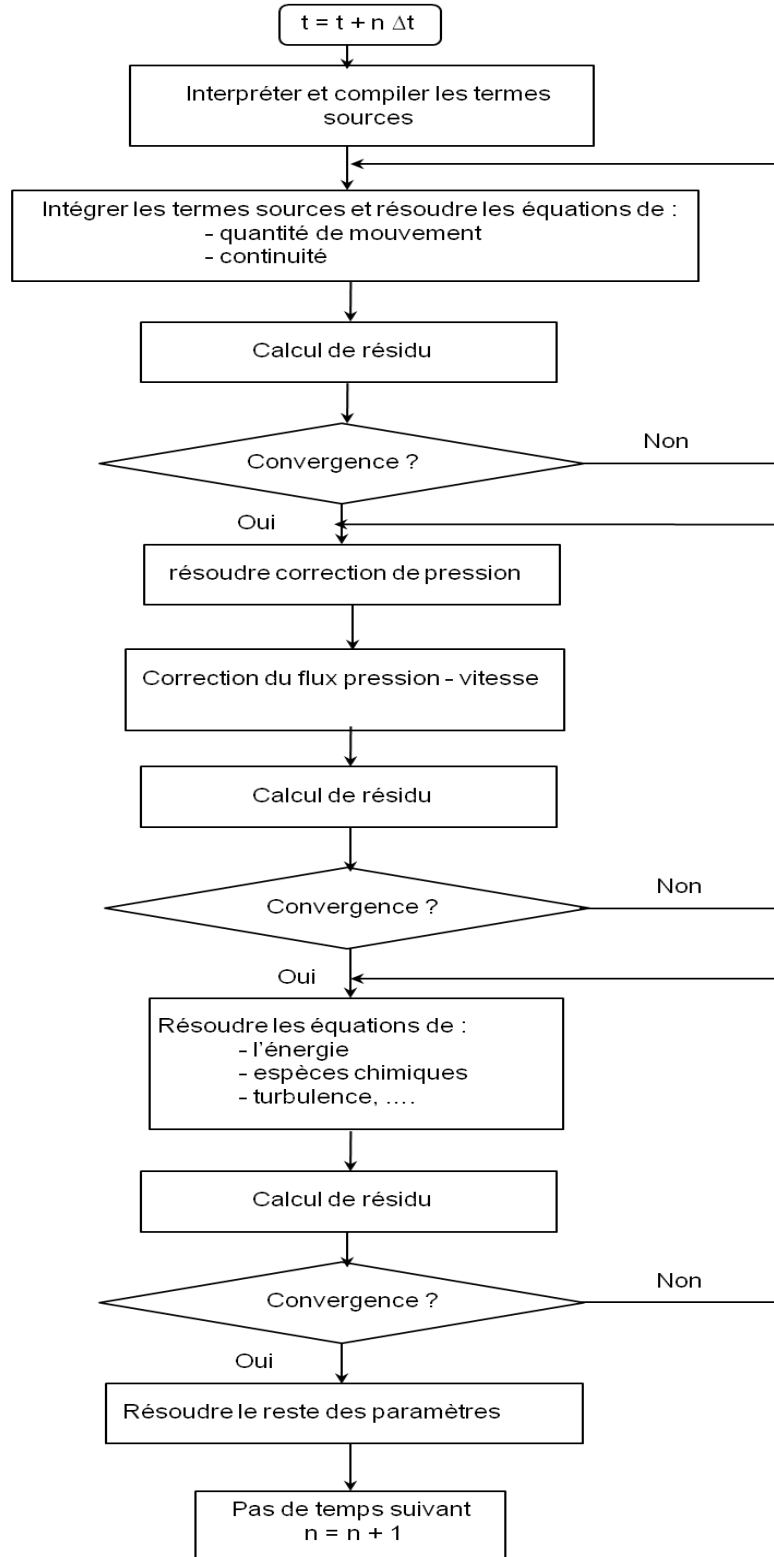 t = t + n Δt
Interpréter et compiler les termes
sources
Intégrer les termes sources et résoudre les équations de :
- quantité de mouvement
- continuité
Calcul de résidu
Convergence ?
Non
Oui
résoudre correction de pression
Correction du flux pression - vitesse
Calcul de résidu
Convergence ?
Non
Oui
Résoudre les équations de :
- l'énergie
- espèces chimiques
- turbulence, ....
Calcul de résidu
Convergence ?
Non
Oui
Résoudre le reste des paramètres
Pas de temps suivant
n = n + 1